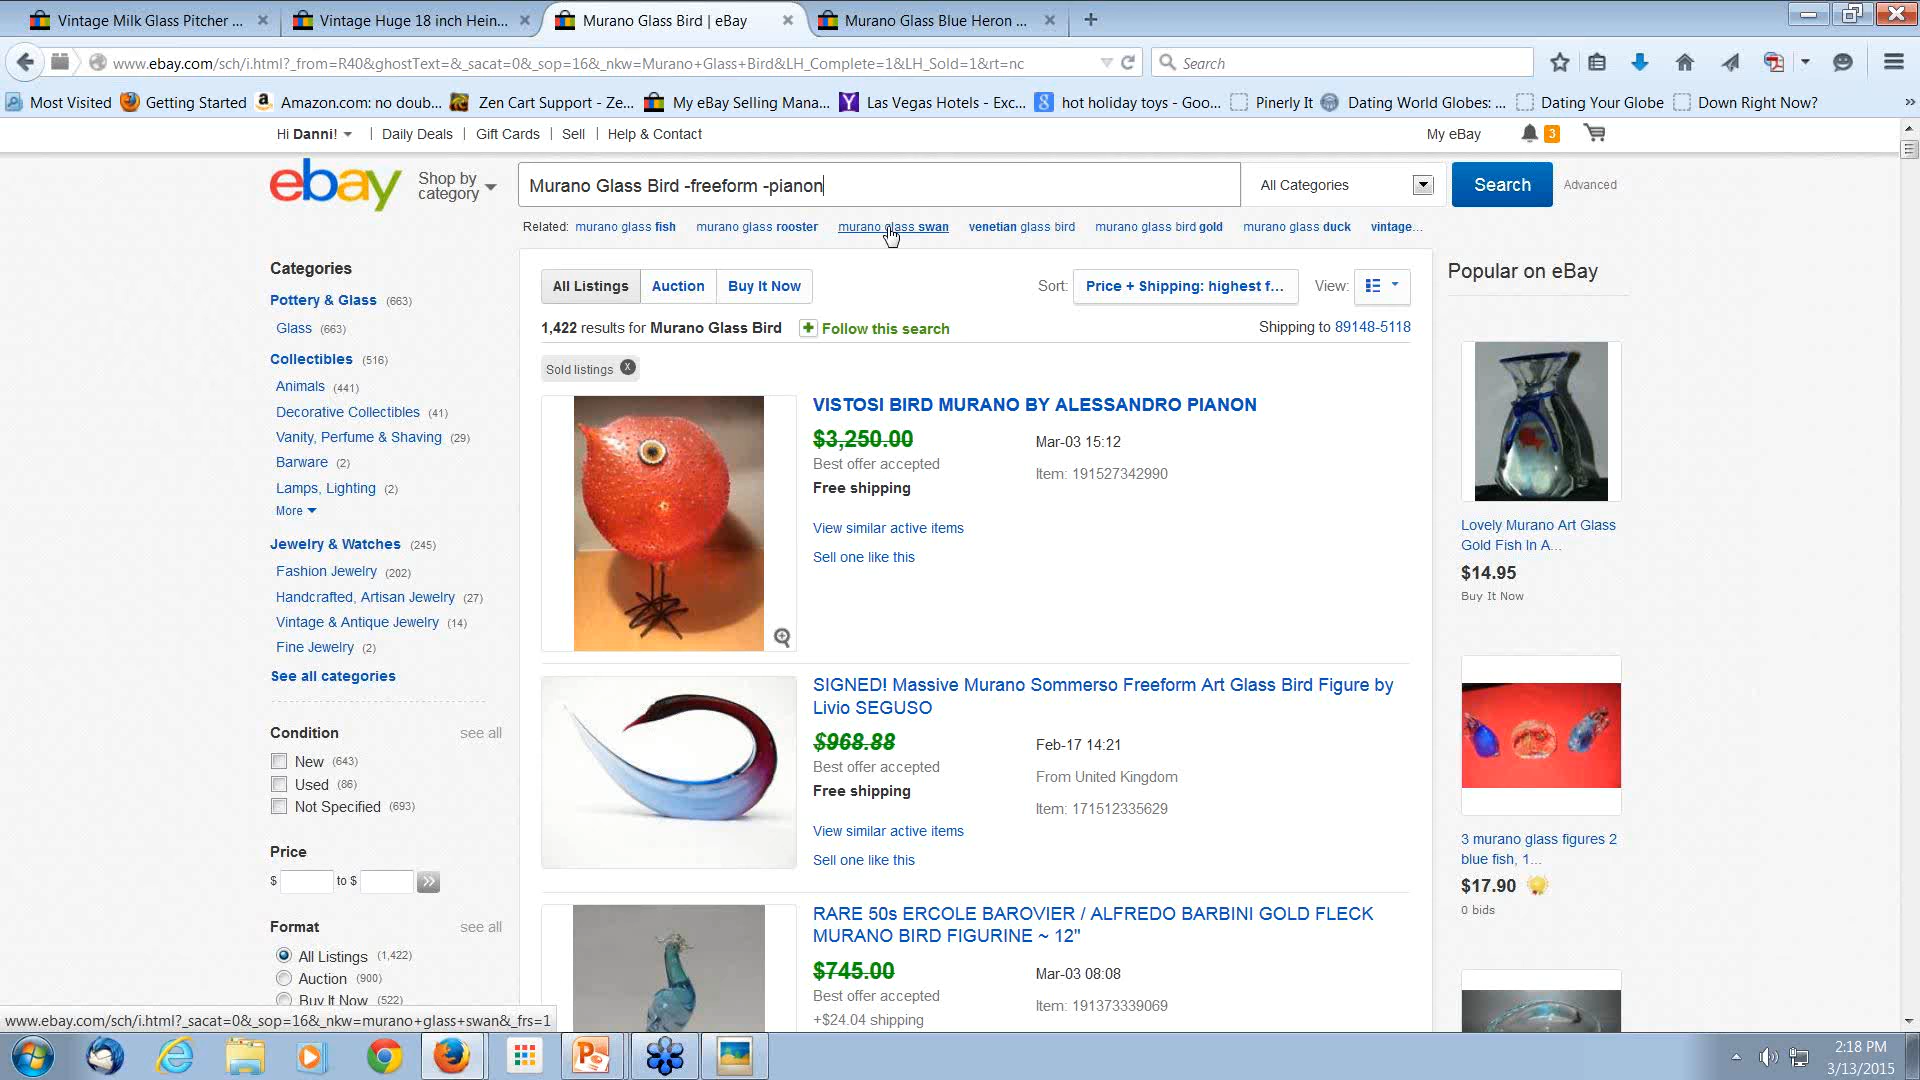 Vintage Milk Glass Pitcher ...
Vintage Huge 18 inch Hein...
Murano Glass Bird | eBay
Murano Glass Blue Heron ...
www.ebay.com/sch/i.html?_from=R40&ghostText=&_sacat=0&_sop=16&_nkw=Murano+Glass+Bird&LH_Complete=1&LH_Sold=1&rt=nc
Search
Most Visited
Getting Started
Amazon.com: no doub...
Zen Cart Support - Ze...
My eBay Selling Mana...
Las Vegas Hotels - Exc...
hot holiday toys - Goo...
Pinerly It
Dating World Globes: ...
Dating Your Globe
Down Right Now?
Hi Danni!
Daily Deals
Gift Cards
Sell
Help & Contact
My eBay
3
ebay
Shop by
category
Murano Glass Bird -freeform -pianon
All Categories
Search
Advanced
Related: murano glass fish murano glass rooster murano glass swan venetian glass bird murano glass bird gold murano glass duck vintage...
Categories
Pottery & Glass (663)
Glass (663)
Collectibles (516)
Animals (441)
Decorative Collectibles (41)
Vanity, Perfume & Shaving (29)
Barware (2)
Lamps, Lighting (2)
More
Jewelry & Watches (245)
Fashion Jewelry (202)
Handcrafted, Artisan Jewelry (27)
Vintage & Antique Jewelry (14)
Fine Jewelry (2)
See all categories
Condition see all
New (643)
Used (86)
Not Specified (693)
Price
$ to $
Format see all
All Listings (1,422)
Auction (900)
Buy It Now (522)
All Listings
Auction
Buy It Now
Sort: Price + Shipping: highest f...
View:
1,422 results for Murano Glass Bird
Follow this search
Shipping to 89148-5118
Sold listings x
VISTOSI BIRD MURANO BY ALESSANDRO PIANON
$3,250.00
Mar-03 15:12
Best offer accepted
Item: 191527342990
Free shipping
View similar active items
Sell one like this
SIGNED! Massive Murano Sommerso Freeform Art Glass Bird Figure by
Livio SEGUSO
$968.88
Feb-17 14:21
Best offer accepted
From United Kingdom
Free shipping
Item: 171512335629
View similar active items
Sell one like this
RARE 50s ERCOLE BAROVIER / ALFREDO BARBINI GOLD FLECK
MURANO BIRD FIGURINE ~ 12"
$745.00
Mar-03 08:08
Best offer accepted
Item: 191373339069
+$24.04 shipping
Popular on eBay
Lovely Murano Art Glass
Gold Fish In A...
$14.95
Buy It Now
3 murano glass figures 2
blue fish, 1...
$17.90
0 bids
www.ebay.com/sch/i.html?_sacat=0&_sop=16&_nkw=murano+glass+swan&_frs=1
2:18 PM
3/13/2015